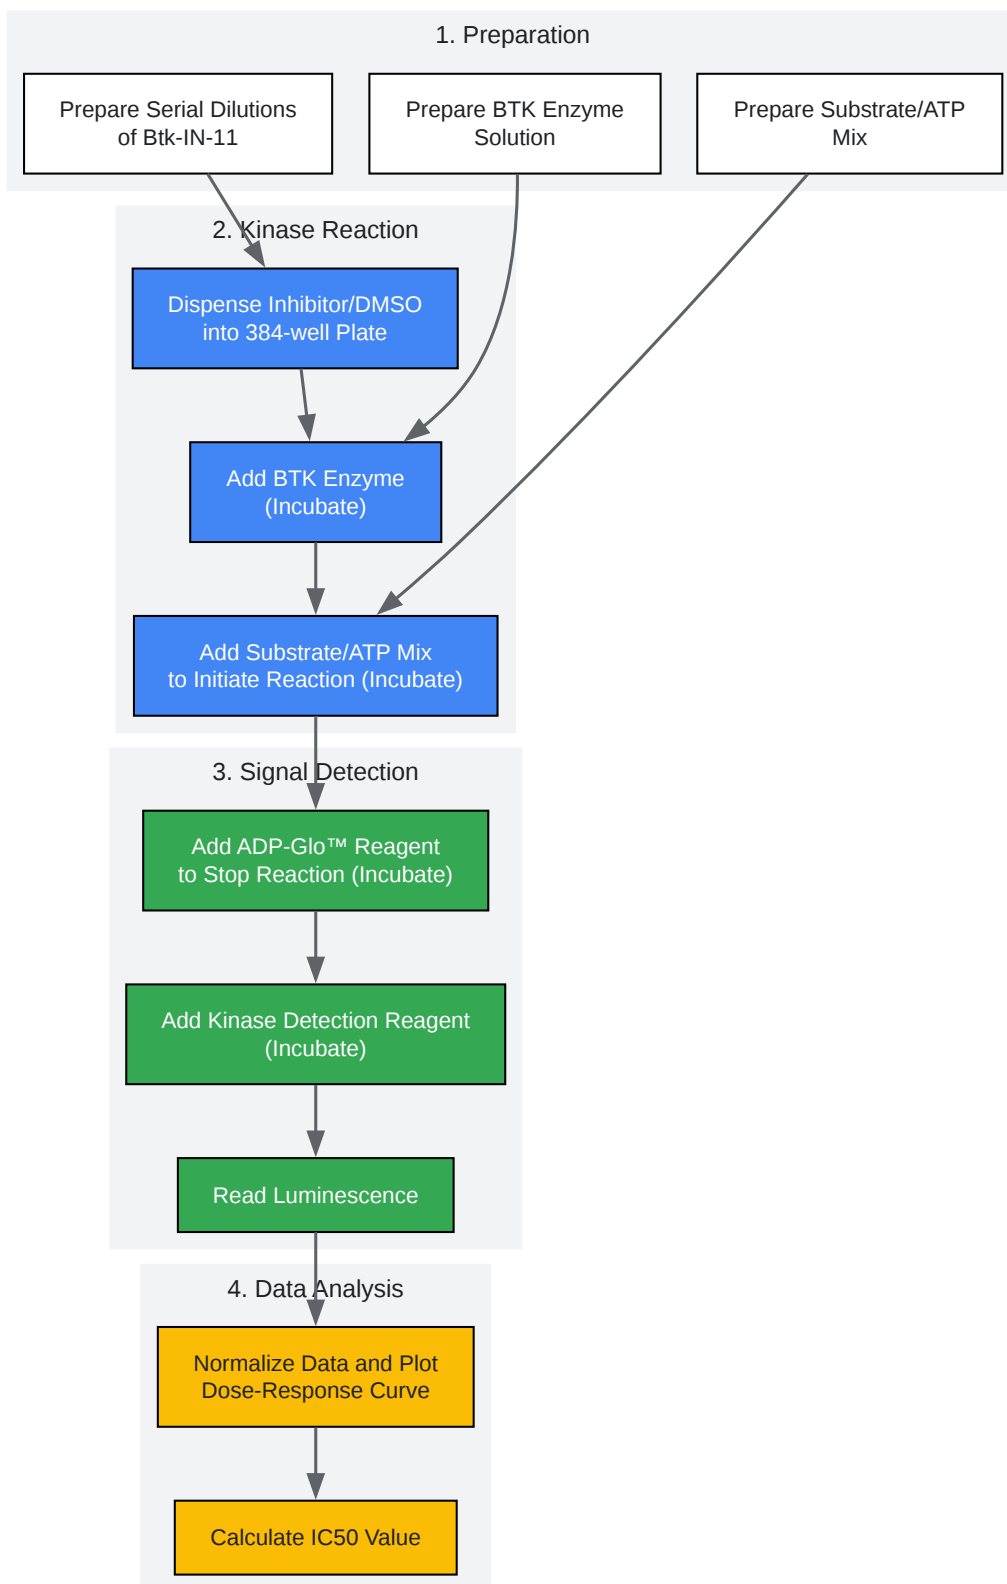 1. Preparation
Prepare Serial Dilutions
of Btk-IN-11
Prepare BTK Enzyme
Solution
Prepare Substrate/ATP
Mix
2. Kinase Reaction
Dispense Inhibitor/DMSO
into 384-well Plate
Add BTK Enzyme
(Incubate)
Add Substrate/ATP Mix
to Initiate Reaction (Incubate)
3. Signal Detection
Add ADP-Glo™ Reagent
to Stop Reaction (Incubate)
Add Kinase Detection Reagent
(Incubate)
Read Luminescence
4. Data Analysis
Normalize Data and Plot
Dose-Response Curve
Calculate IC50 Value